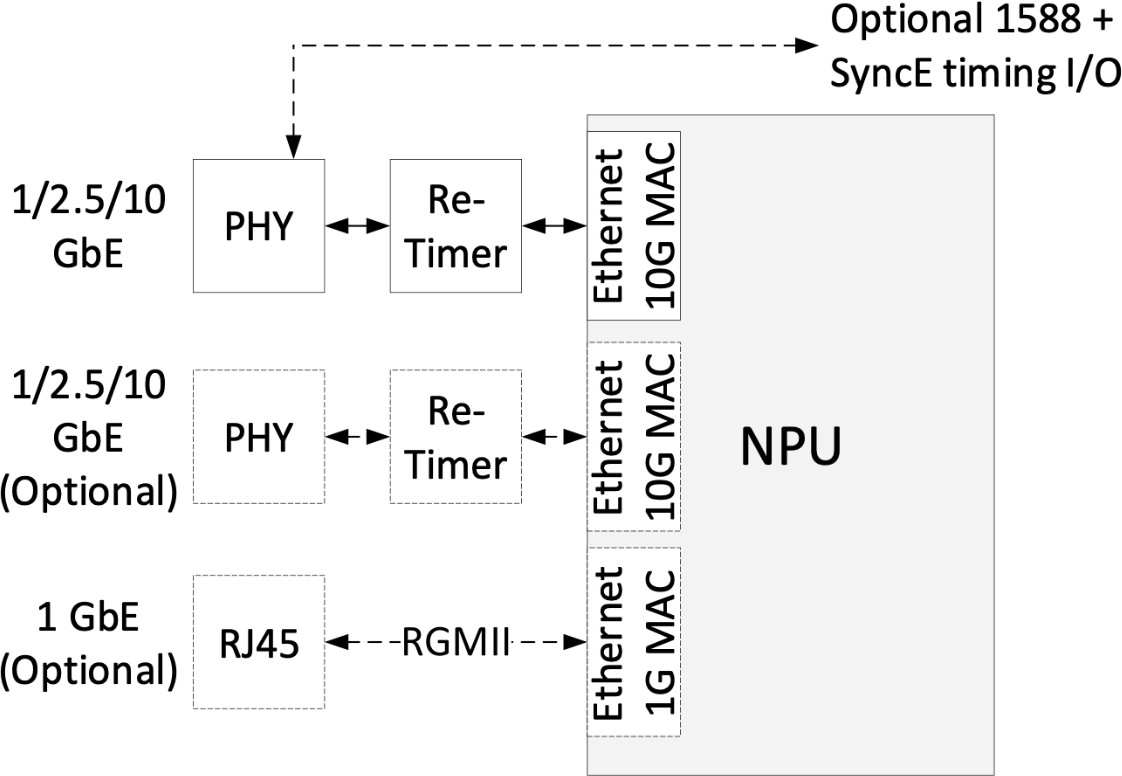 Optional 1588 +
SyncE timing I/O
1/2.5/10
GbE
PHY
Re-
Timer
Ethernet
10G MAC
1/2.5/10
GbE
(Optional)
PHY
Re-
Timer
Ethernet
10G MAC
NPU
1 GbE
(Optional)
RJ45
RGMII
Ethernet
1G MAC